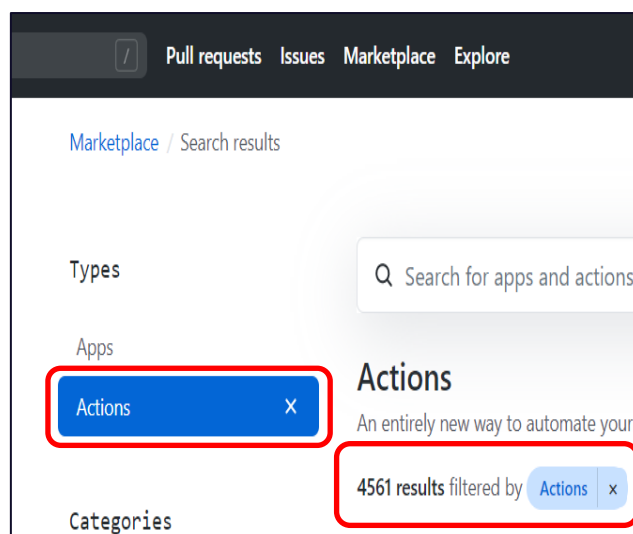 / Pull requests Issues Marketplace Explore
Marketplace / Search results
Types
Search for apps and actions
Apps
Actions ×
Actions
An entirely new way to automate your
4561 results filtered by Actions ×
Categories